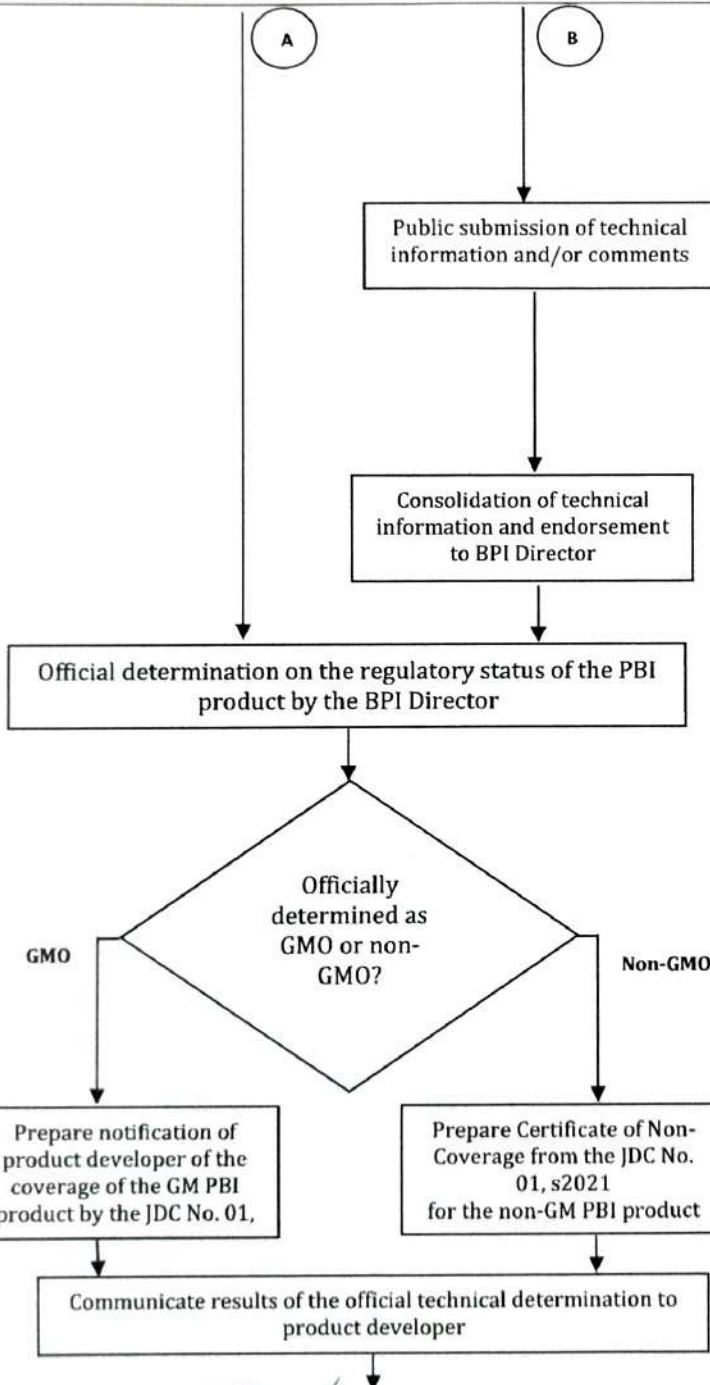 A
B
Public submission of technical
information and/or comments
Consolidation of technical
information and endorsement
to BPI Director
Official determination on the regulatory status of the PBI
product by the BPI Director
Officially
determined as
GMO or non-
GMO?
GMO
Non-GMO
Prepare notification of
product developer of the
coverage of the GM PBI
product by the JDC No. 01,
Prepare Certificate of Non-
Coverage from the JDC No.
01, s2021
for the non-GM PBI product
Communicate results of the official technical determination to
product developer